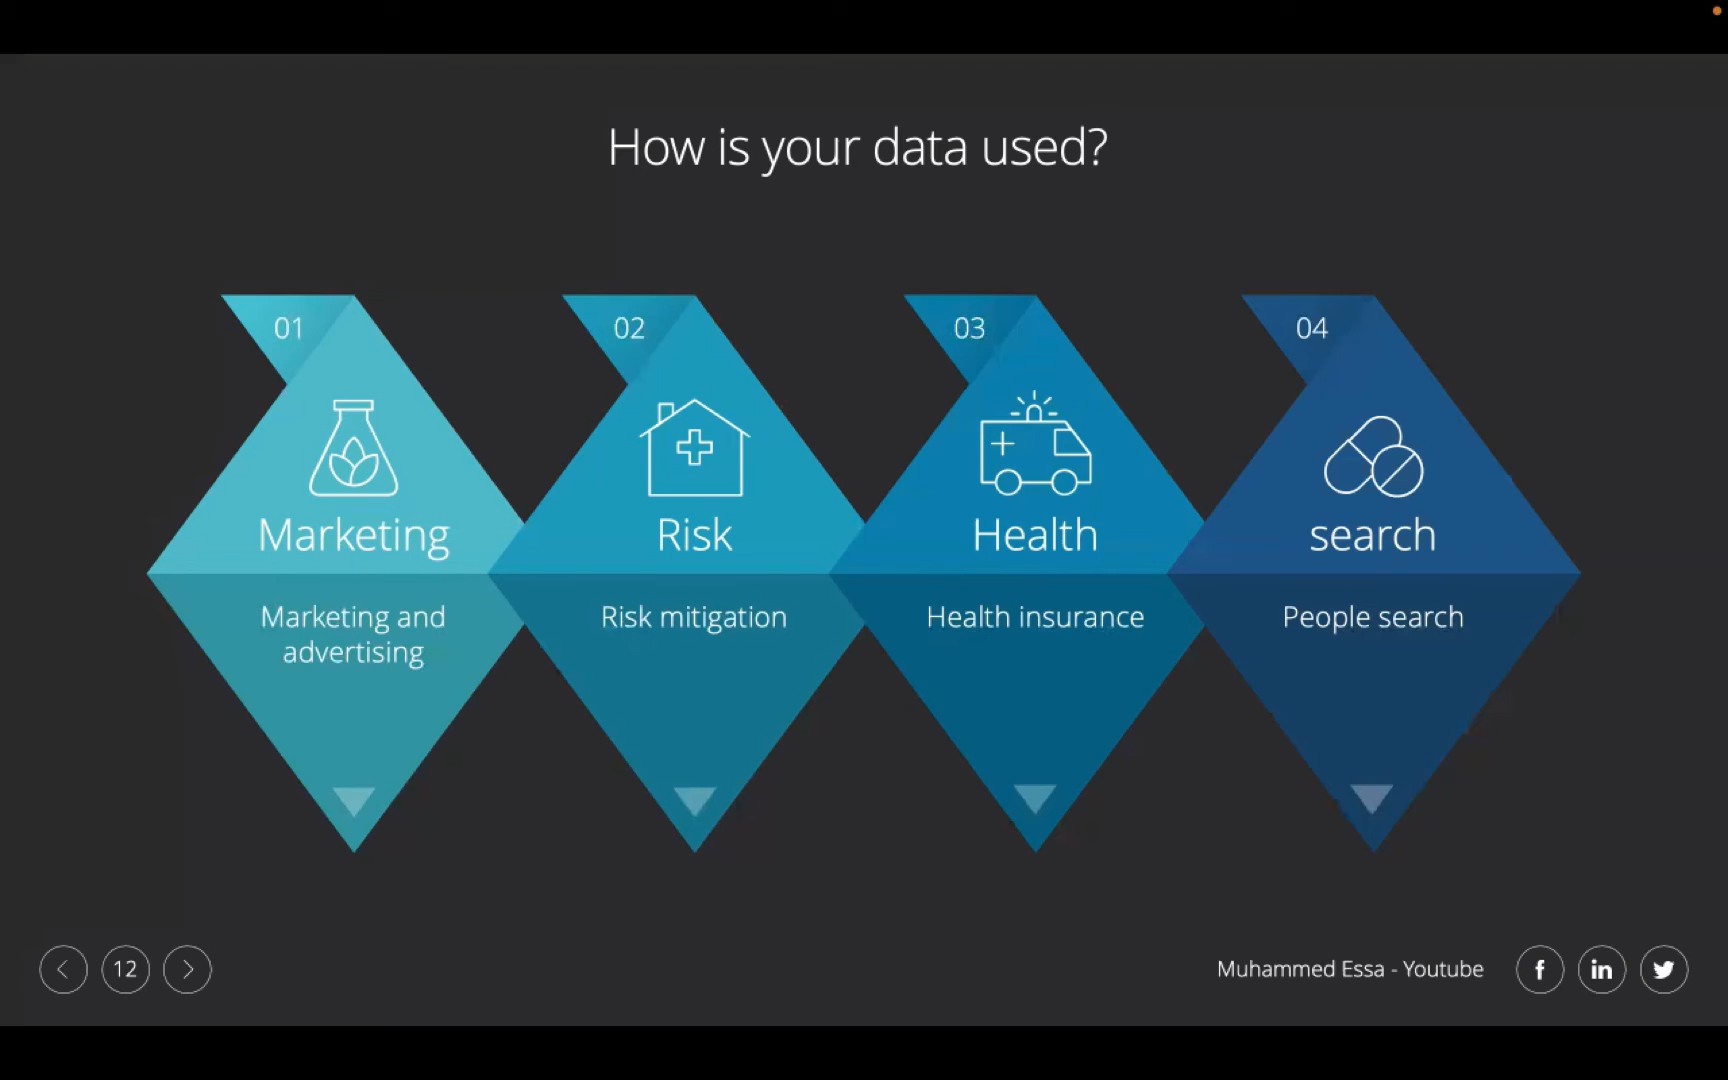 How is your data used?
01
02
03
04
Marketing
Risk
Health
search
Marketing and
advertising
Risk mitigation
Health insurance
People search
12
Muhammed Essa - Youtube
f
in